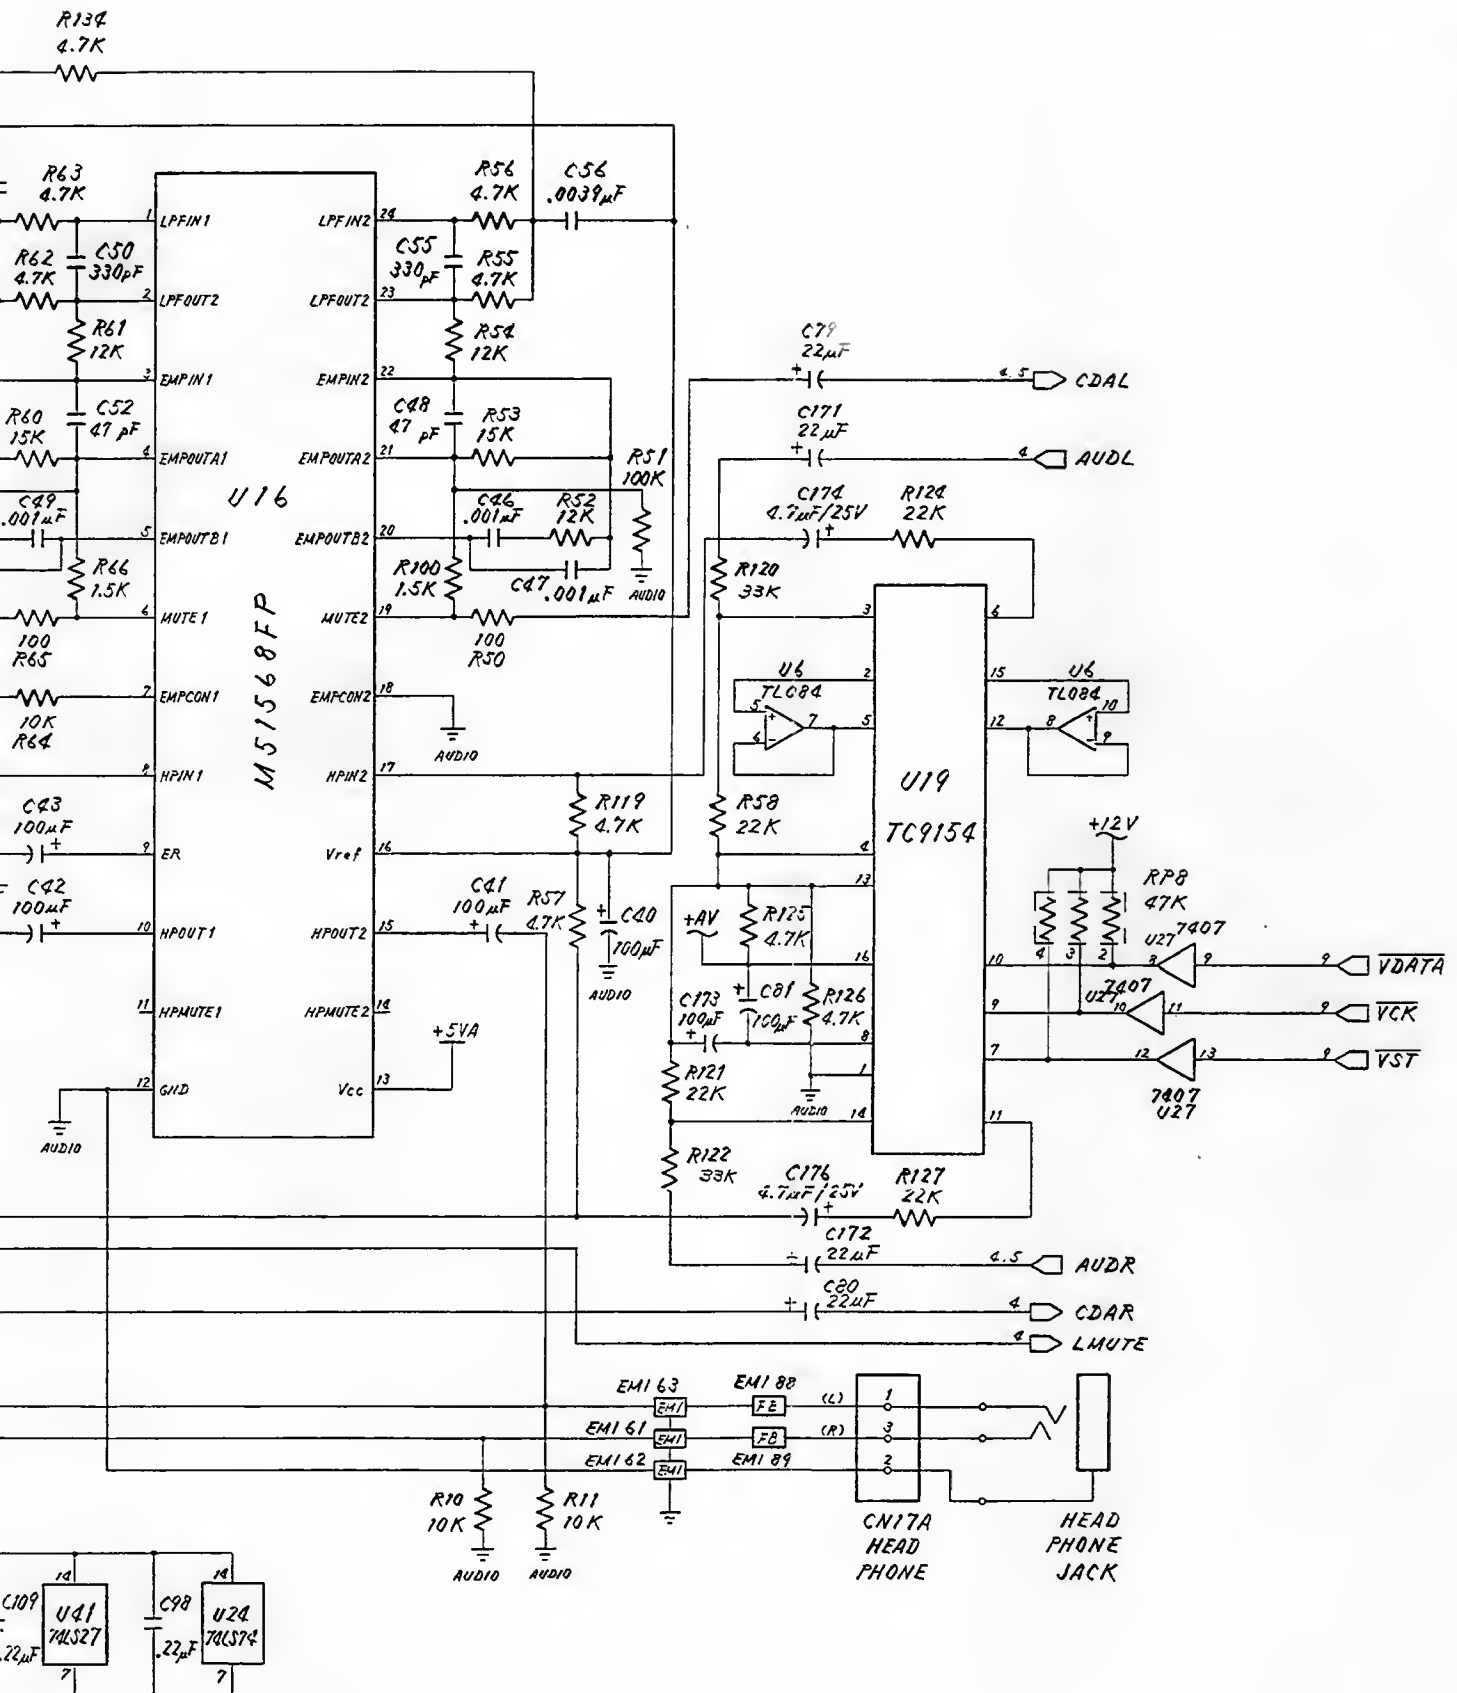 R134
4.7K
R63
4.7K
R56
4.7K
C56
.0039µF
1
LPFIN1
LPFIN2
24
R62
4.7K
C50
330pF
C55
330pF
R55
4.7K
2
LPFOUT2
LPFOUT2
23
R61
12K
R54
12K
C79
22µF
3
EMPIN1
EMPIN2
22
+
4.5
CDAL
R60
15K
C52
47 pF
C48
47 pF
R53
15K
C171
22µF
4
EMPOUTA1
EMPOUTA2
21
R51
100K
+
4
AUDL
U16
C49
.001µF
C46
.001µF
R52
12K
C174
4.7µF/25V
R124
22K
5
EMPOUTB1
EMPOUTB2
20
+
R66
1.5K
R100
1.5K
C47
.001µF
AUDIO
R120
33K
6
MUTE1
MUTE2
19
3
6
100
R65
100
R50
M51568FP
7
EMPCON1
EMPCON2
18
10K
R64
AUDIO
U6
TL084
2
5
+
6
-
7
5
15
U6
TL084
10
+
9
-
8
12
8
HPIN1
HPIN2
17
U19
TC9154
C43
100µF
+
R119
4.7K
R58
22K
+12V
9
ER
Vref
16
4
13
RP8
47K
C42
100µF
+
C41
100µF
+
R57
4.7K
+
C40
100µF
AUDIO
+AV
R125
4.7K
10
HPOUT1
HPOUT2
15
16
4
3
2
10
U27
7407
8
9
9
VDATA
11
HPMUTE1
HPMUTE2
14
+5VA
C173
100µF
+
+
C81
100µF
R126
4.7K
8
9
U27
7407
10
11
9
VCK
7
12
13
9
VST
7407
U27
12
GND
Vcc
13
AUDIO
R121
22K
1
AUDIO
14
11
R122
33K
C176
4.7µF/25V
+
R127
22K
C172
22µF
+
4.5
AUDR
C80
22µF
+
4
CDAR
4
LMUTE
EMI 63
EMI
EMI 88
FB
(L)
1
EMI 61
EMI
FB
(R)
3
EMI 62
EMI
EMI 89
2
R10
10K
R11
10K
AUDIO
AUDIO
CN17A
HEAD
PHONE
HEAD
PHONE
JACK
C109
.22µF
14
U41
74LS27
7
C98
.22µF
14
U24
74LS74
7